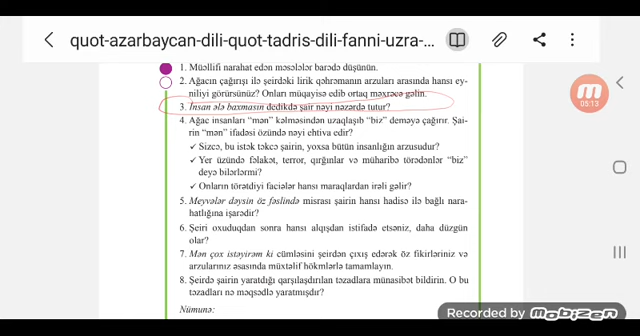 quot-azarbaycan-dili-quot-tadris-dili-fanni-uzra-...
1. Müəllifi narahat edən məsələlər barədə düşünün.
2. Ağacın çağırışı ilə şeirdəki lirik qəhrəmanın arzuları arasında hansı ey-
niliyi görürsünüz? Onları müqayisə edib ortaq məxrəcə gəlin.
3. İnsan ələ baxmasın dedikdə şair nəyi nəzərdə tutur?
4. Ağac insanları “mən” kəlməsindən uzaqlaşıb “biz” deməyə çağırır. Şai-
rin “mən” ifadəsi özündə nəyi ehtiva edir?
✓ Sizcə, bu istək təkcə şairin, yoxsa bütün insanlığın arzusudur?
✓ Yer üzündə fəlakət, terror, qırğınlar və müharibə törədənlər “biz”
deyə bilərlərmi?
✓ Onların törətdiyi faciələr hansı maraqlardan irəli gəlir?
5. Meyvələr dəysin öz fəslində misrası şairin hansı hadisə ilə bağlı nara-
hatlığına işarədir?
6. Şeiri oxuduqdan sonra hansı alqışdan istifadə etsəniz, daha düzgün
olar?
7. Mən çox istəyirəm ki cümləsini şeirdən çıxış edərək öz fikirləriniz və
arzularınız əsasında müxtəlif hökmlərlə tamamlayın.
8. Şeirdə şairin yaratdığı qarşılaşdırılan təzadlara münasibət bildirin. O bu
təzadları nə məqsədlə yaratmışdır?
Nümunə:
05:13
Recorded by
MOBIZEN